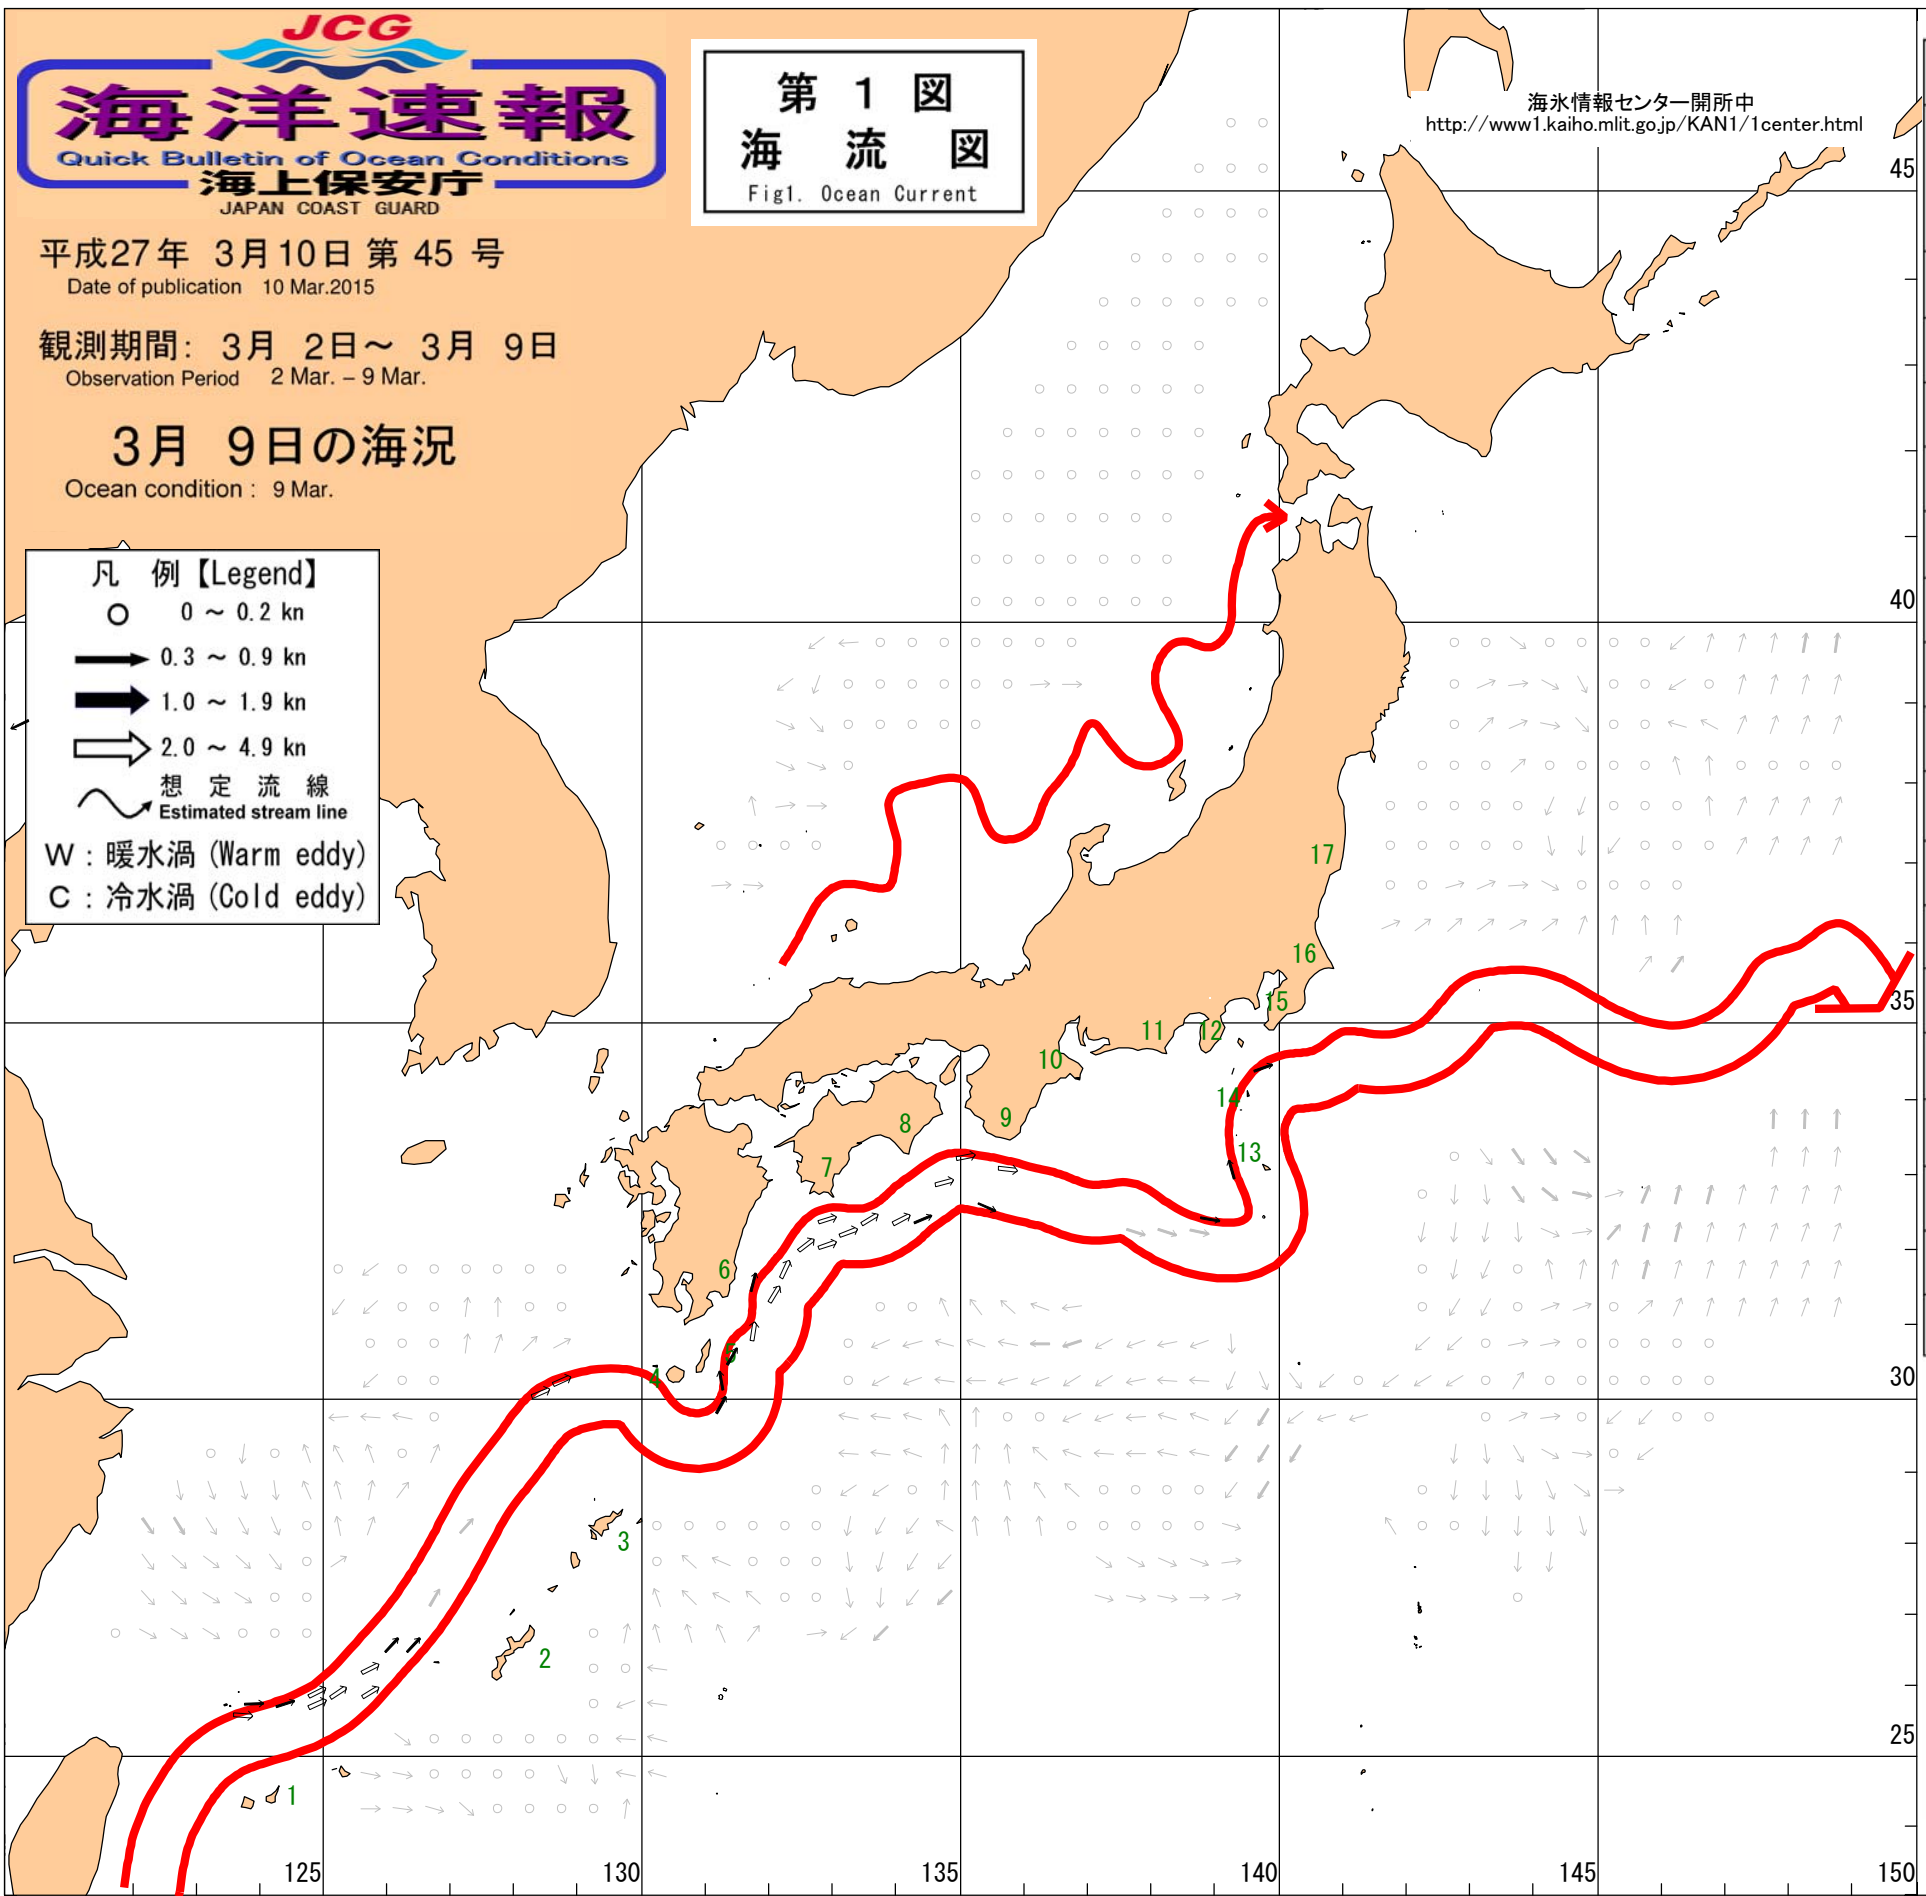 JCG
海洋速報
Quick Bulletin of Ocean Conditions
海上保安庁
JAPAN COAST GUARD
平成27年 3月10日 第 45 号
Date of publication 10 Mar.2015
観測期間: 3月 2日～ 3月 9日
Observation Period 2 Mar. – 9 Mar.
3月 9日の海況
Ocean condition : 9 Mar.
第 1 図
海 流 図
Fig1. Ocean Current
海氷情報センター開所中
http://www1.kaiho.mlit.go.jp/KAN1/1center.html
凡 例【Legend】
0 ～ 0.2 kn
0.3 ～ 0.9 kn
1.0 ～ 1.9 kn
2.0 ～ 4.9 kn
想 定 流 線
Estimated stream line
W : 暖水渦 (Warm eddy)
C : 冷水渦 (Cold eddy)
45
40
35
30
25
17
16
15
12
11
10
14
9
8
13
7
6
5
4
3
2
1
125
130
135
140
145
150